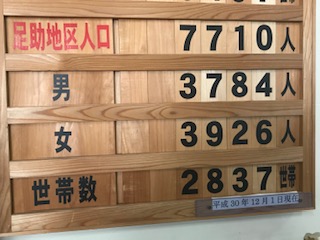 足助地区人口 7710人
男 3784人
女 3926人
世帯数 2837世帯
平成30年12月1日現在